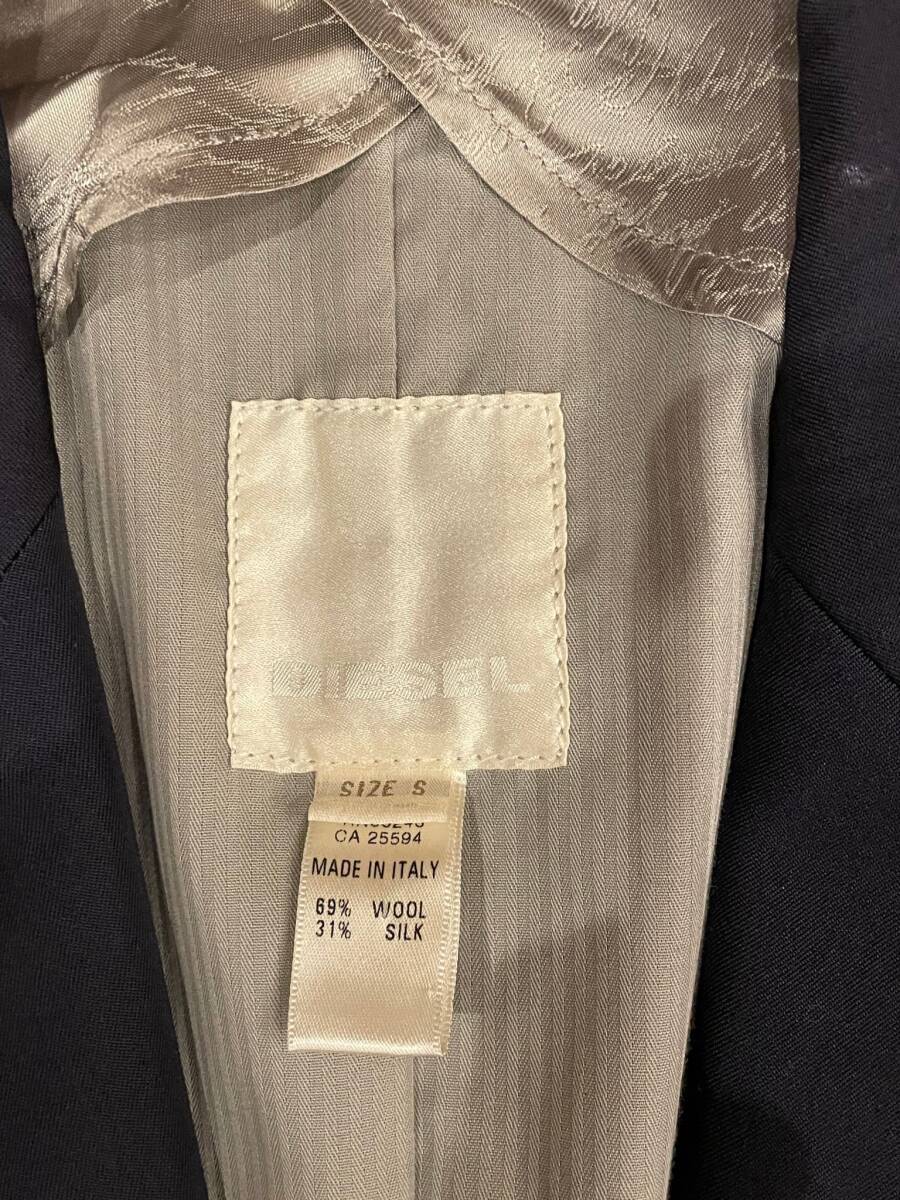 DIESEL
SIZE S
CA 25594
MADE IN ITALY
69% WOOL
31% SILK